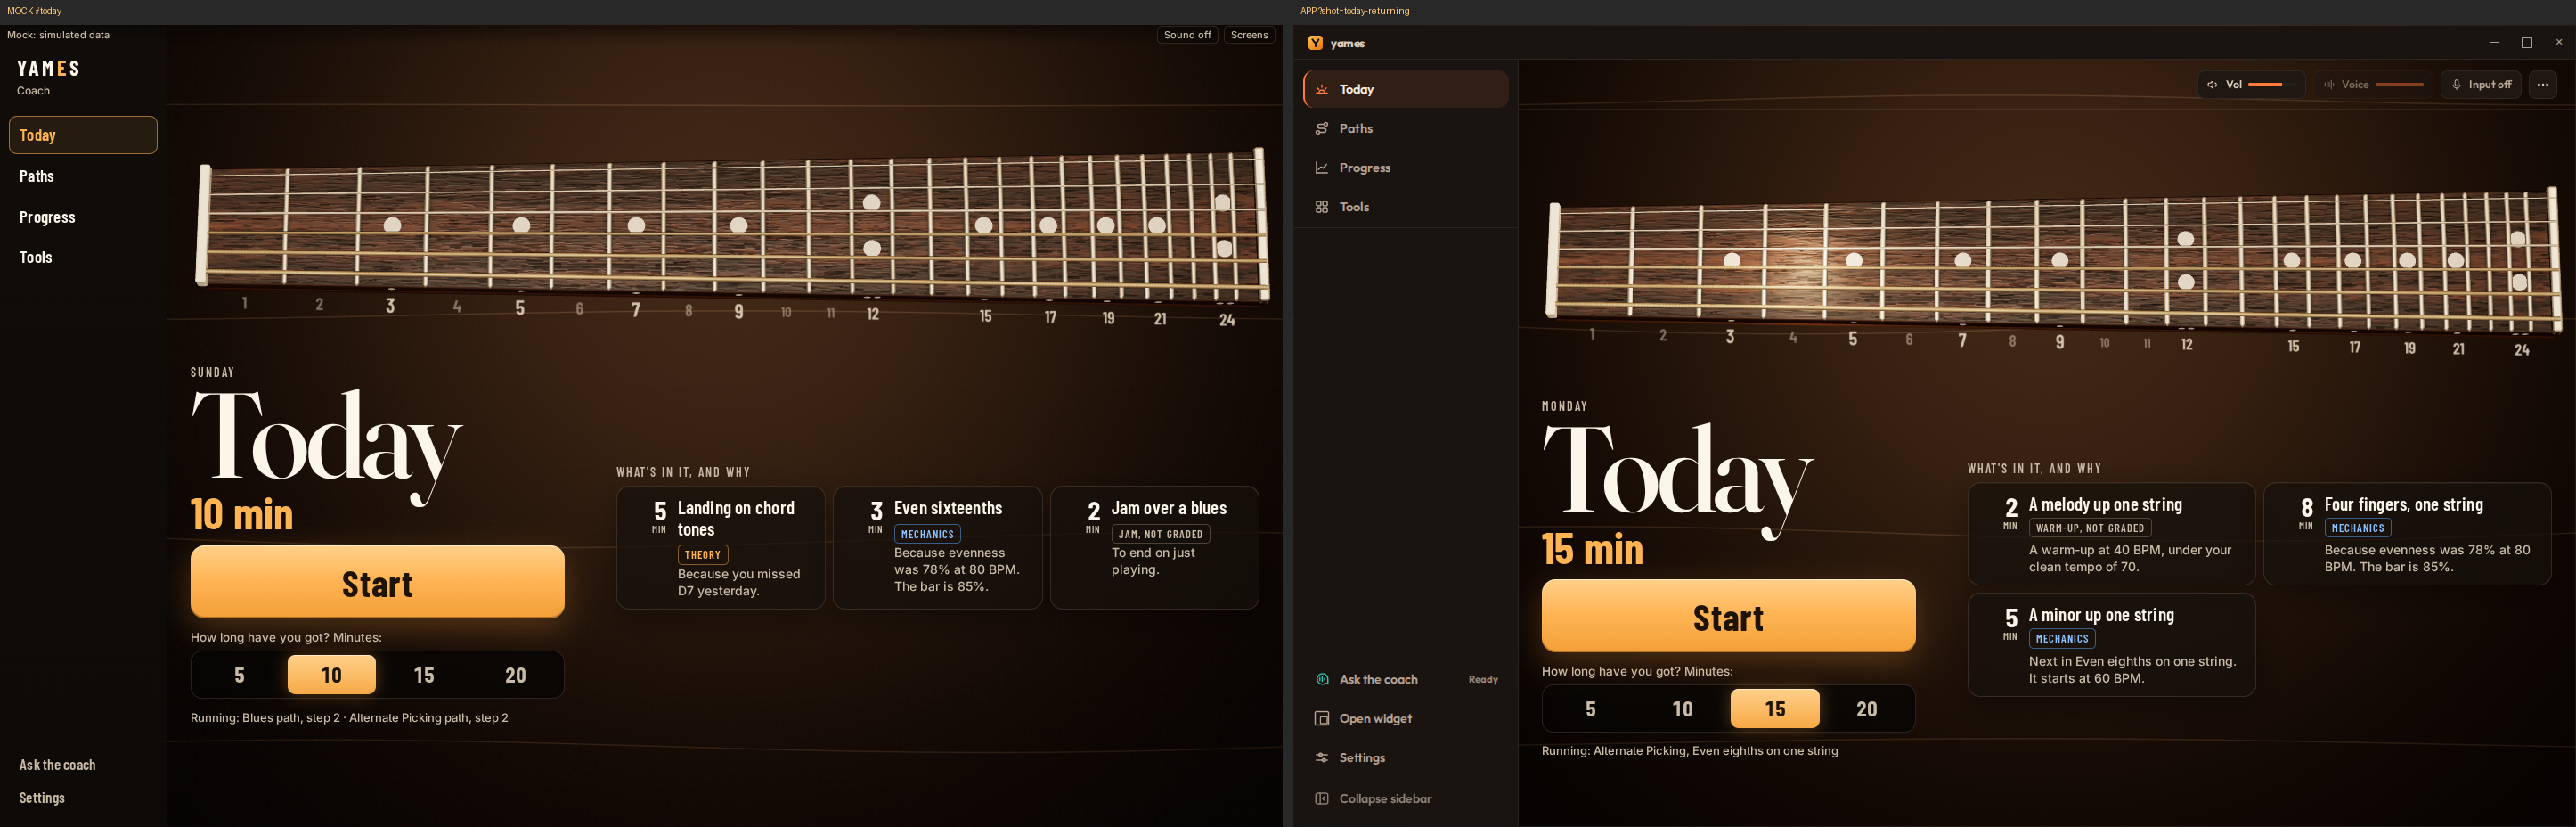 MOCK #today
Mock: simulated data
Sound off
Screens
YAMES
Coach
Today
Paths
Progress
Tools
Ask the coach
Settings
1 2 3 4 5 6 7 8 9 10 11 12 15 17 19 21 24
SUNDAY
Today
10 min
Start
How long have you got? Minutes:
5 10 15 20
Running: Blues path, step 2 · Alternate Picking path, step 2
WHAT'S IN IT, AND WHY
5 MIN
Landing on chord
tones
THEORY
Because you missed
D7 yesterday.
3 MIN
Even sixteenths
MECHANICS
Because evenness
was 78% at 80 BPM.
The bar is 85%.
2 MIN
Jam over a blues
JAM, NOT GRADED
To end on just
playing.
APP ?shot=today-returning
Y yames
Today
Paths
Progress
Tools
Ask the coach Ready
Open widget
Settings
Collapse sidebar
Vol
Voice
Input off
1 2 3 4 5 6 7 8 9 10 11 12 15 17 19 21 24
MONDAY
Today
15 min
Start
How long have you got? Minutes:
5 10 15 20
Running: Alternate Picking, Even eighths on one string
WHAT'S IN IT, AND WHY
2 MIN
A melody up one string
WARM-UP, NOT GRADED
A warm-up at 40 BPM, under your
clean tempo of 70.
8 MIN
Four fingers, one string
MECHANICS
Because evenness was 78% at 80
BPM. The bar is 85%.
5 MIN
A minor up one string
MECHANICS
Next in Even eighths on one string.
It starts at 60 BPM.